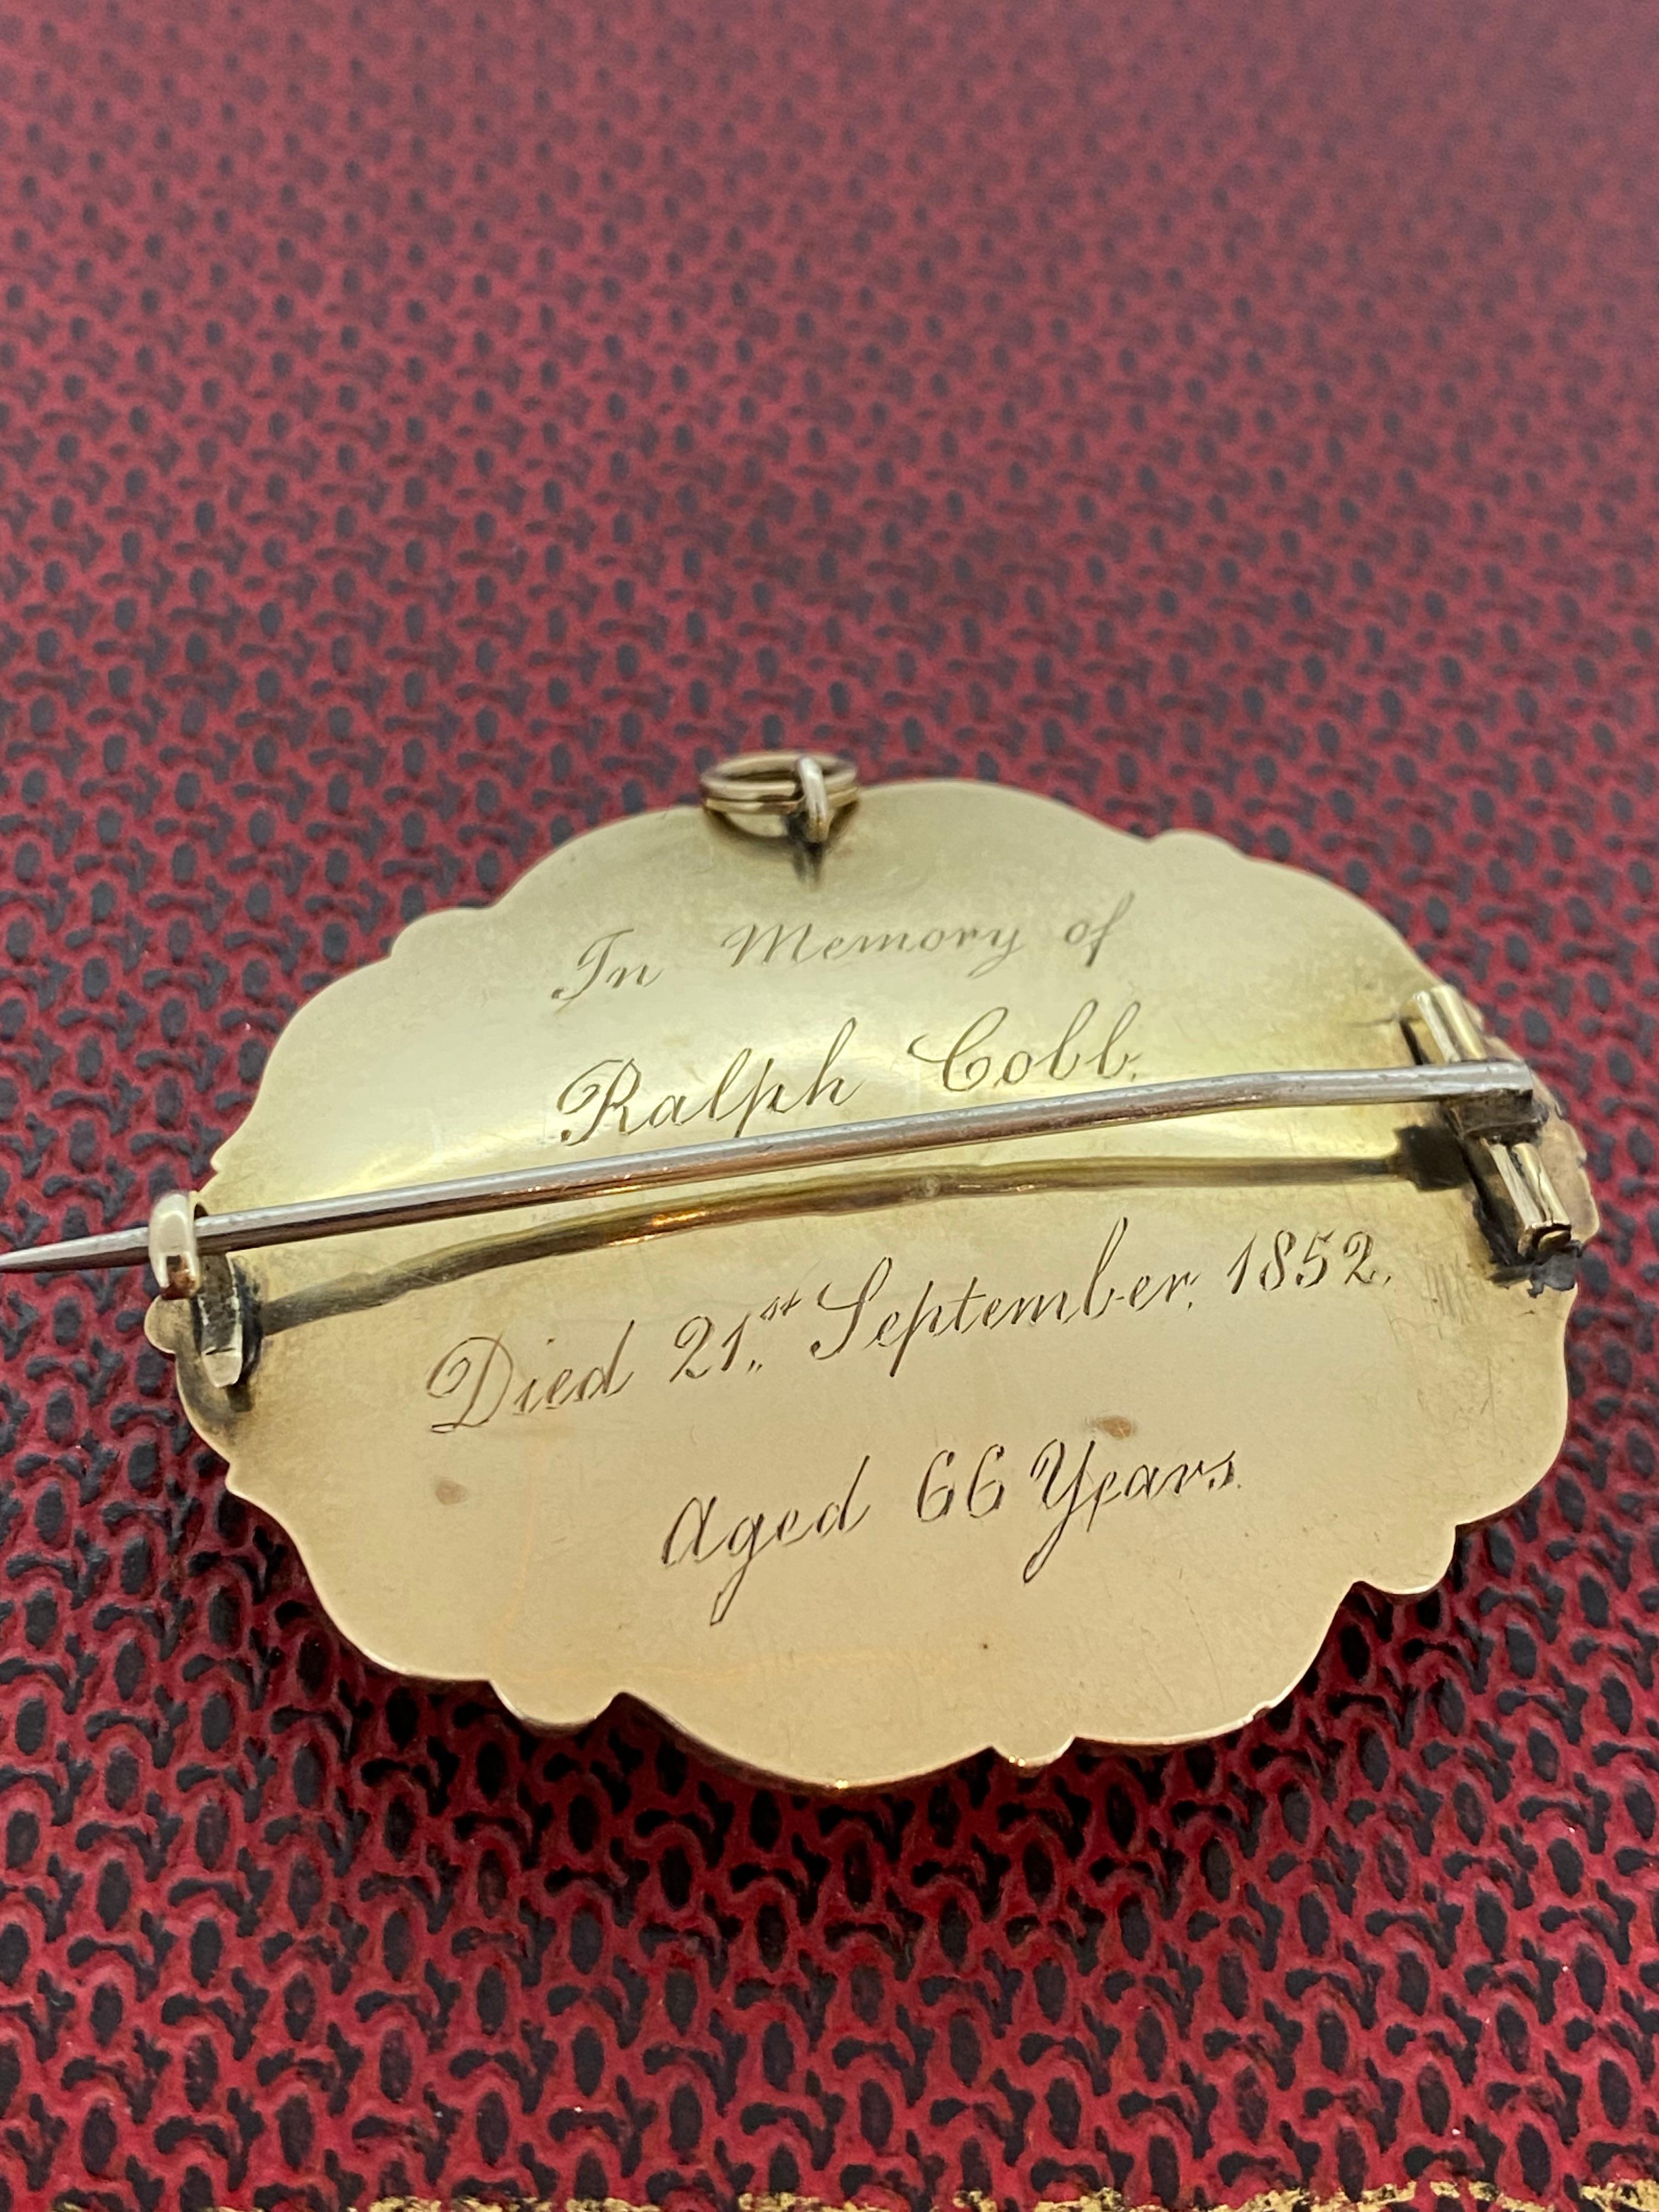 In Memory of
Ralph Cobb.
Died 21st September, 1852.
Aged 66 Years.